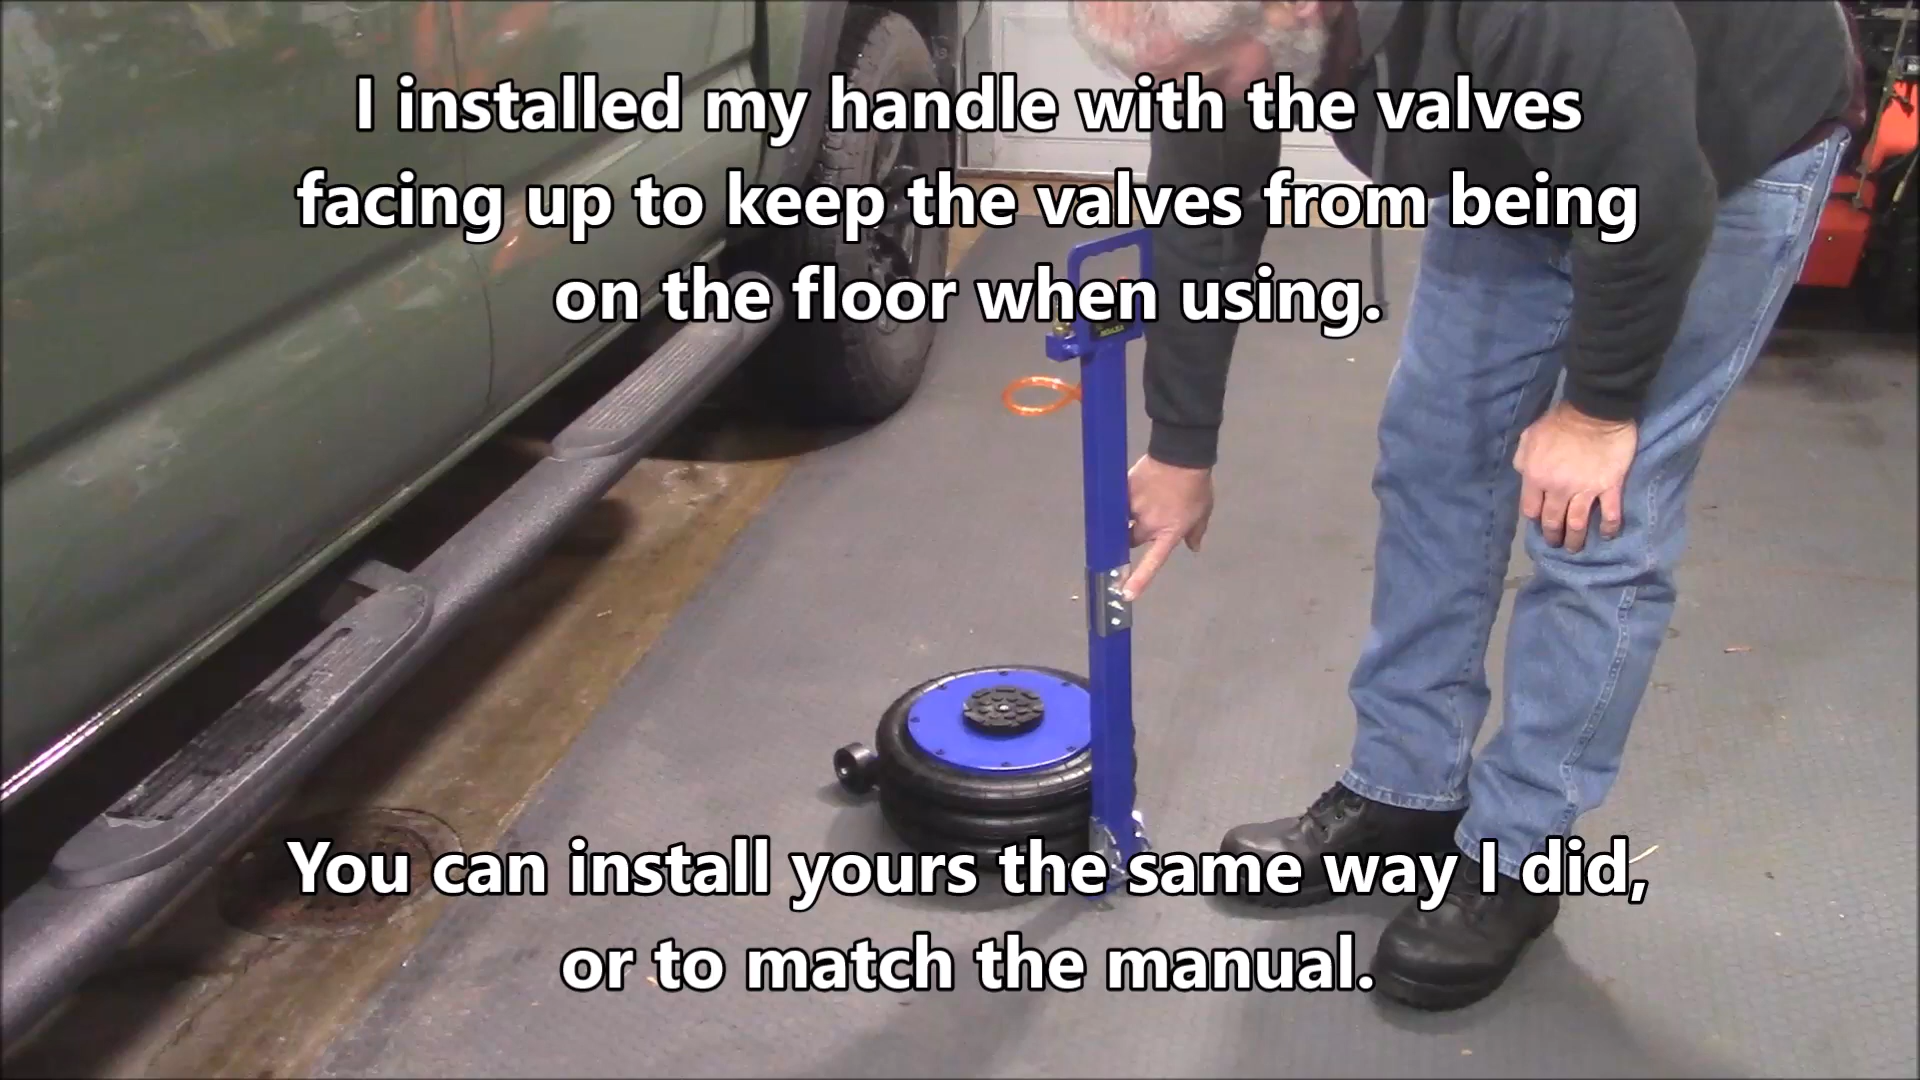 I installed my handle with the valves
facing up to keep the valves from being
on the floor when using.
You can install yours the same way I did,
or to match the manual.